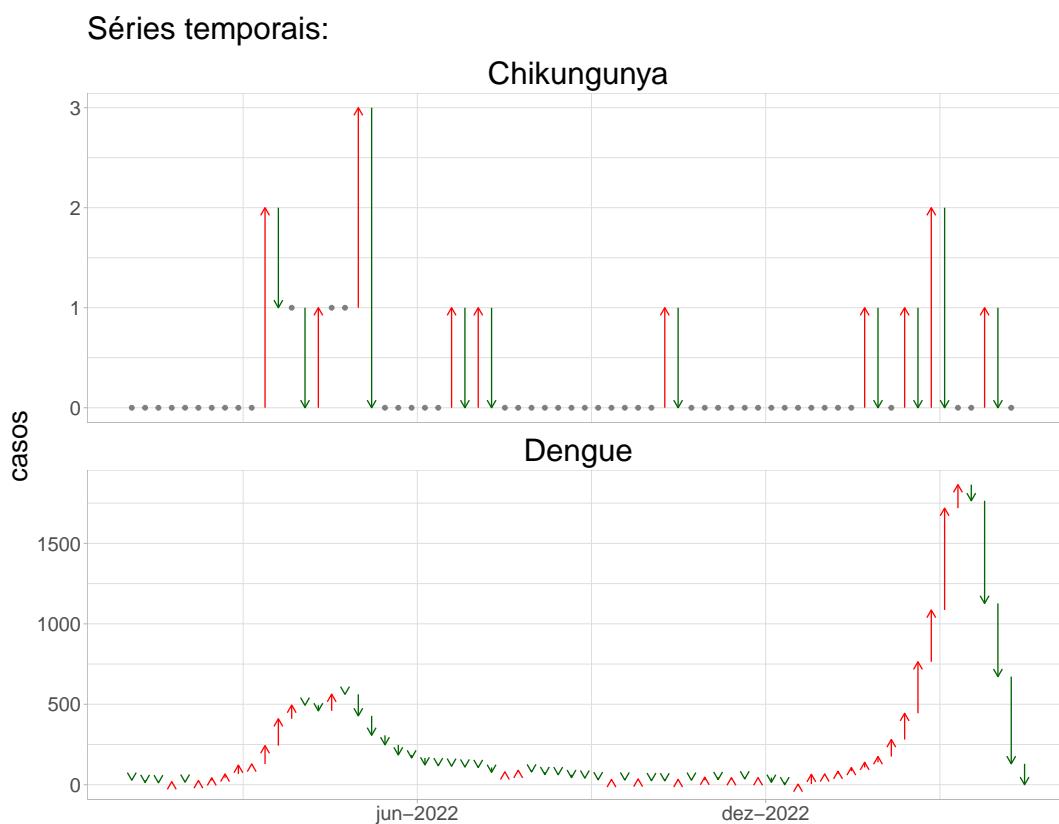 Séries temporais:
Chikungunya
3
2
1
0
casos
Dengue
1500
1000
500
0
jun−2022
dez−2022